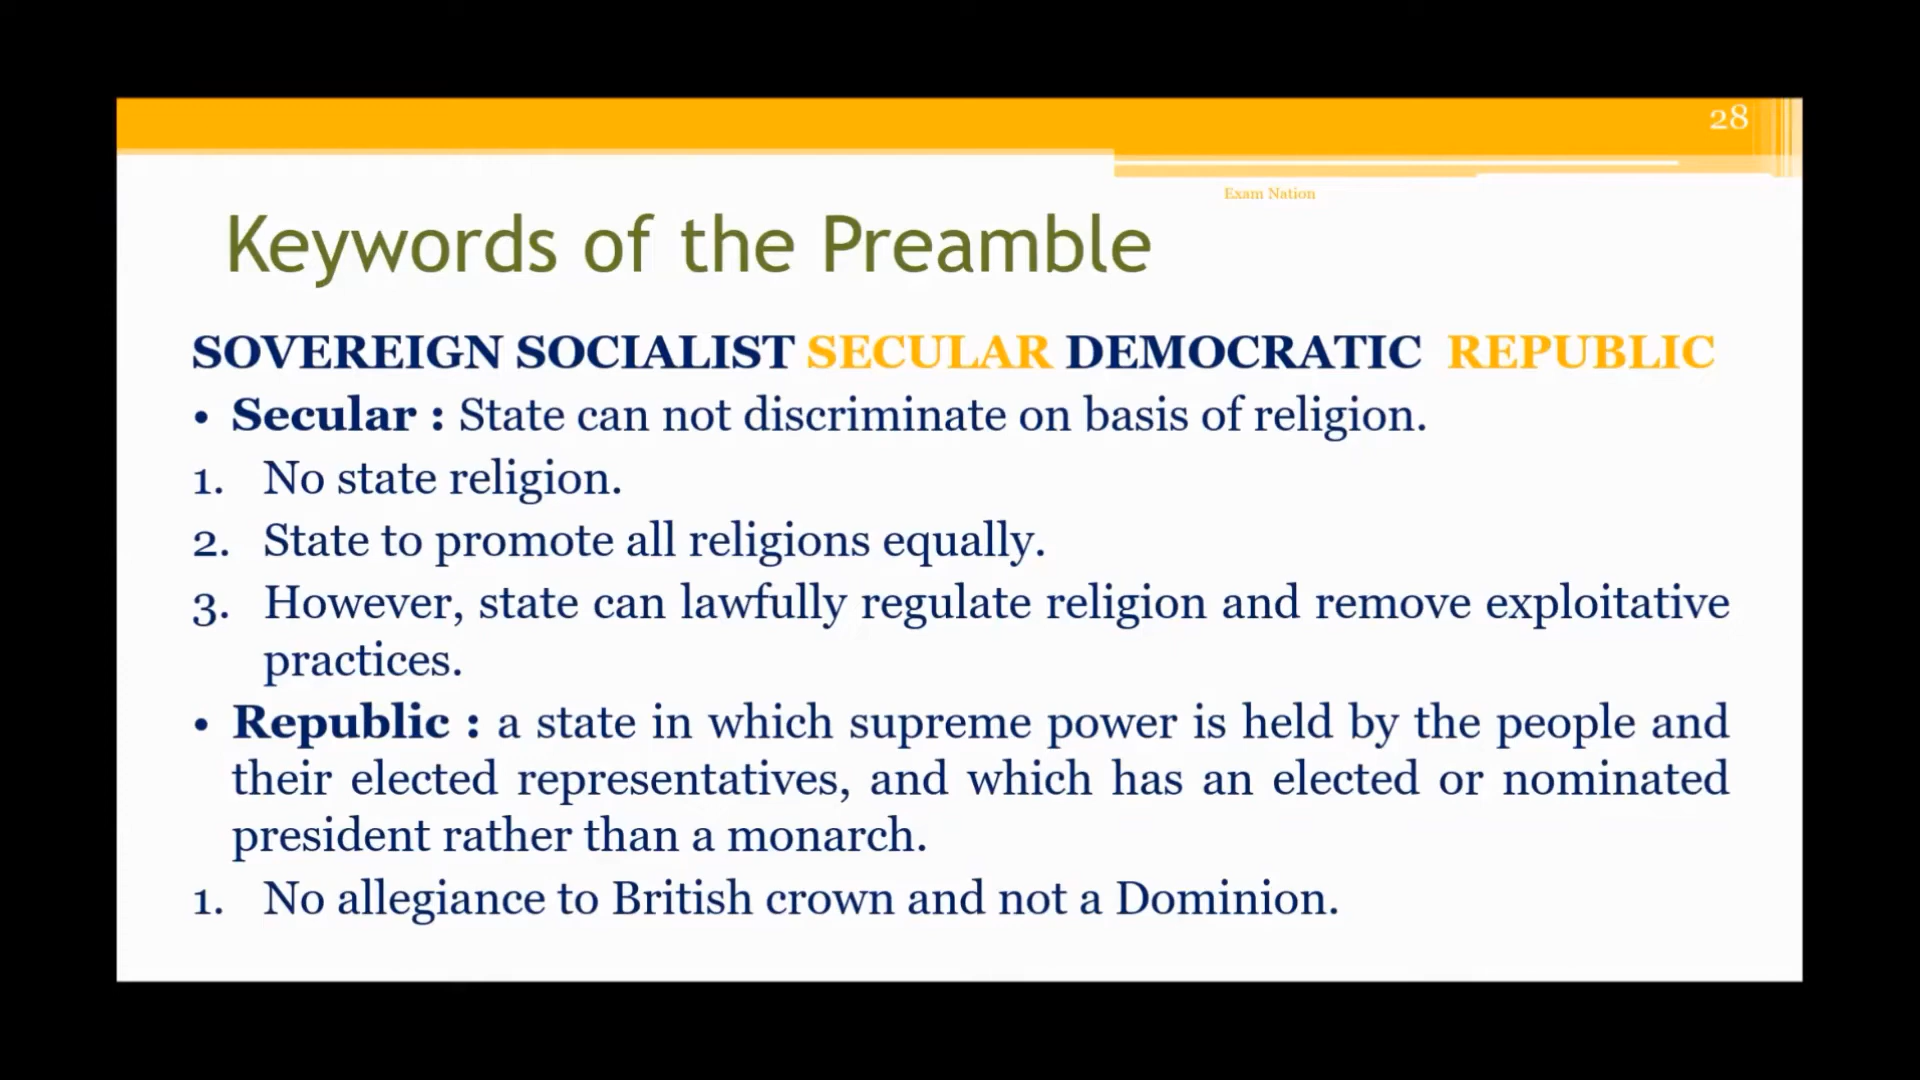 28
Exam Nation
Keywords of the Preamble
SOVEREIGN SOCIALIST SECULAR DEMOCRATIC REPUBLIC
• Secular : State can not discriminate on basis of religion.
1. No state religion.
2. State to promote all religions equally.
3. However, state can lawfully regulate religion and remove exploitative
practices.
• Republic : a state in which supreme power is held by the people and
their elected representatives, and which has an elected or nominated
president rather than a monarch.
1. No allegiance to British crown and not a Dominion.